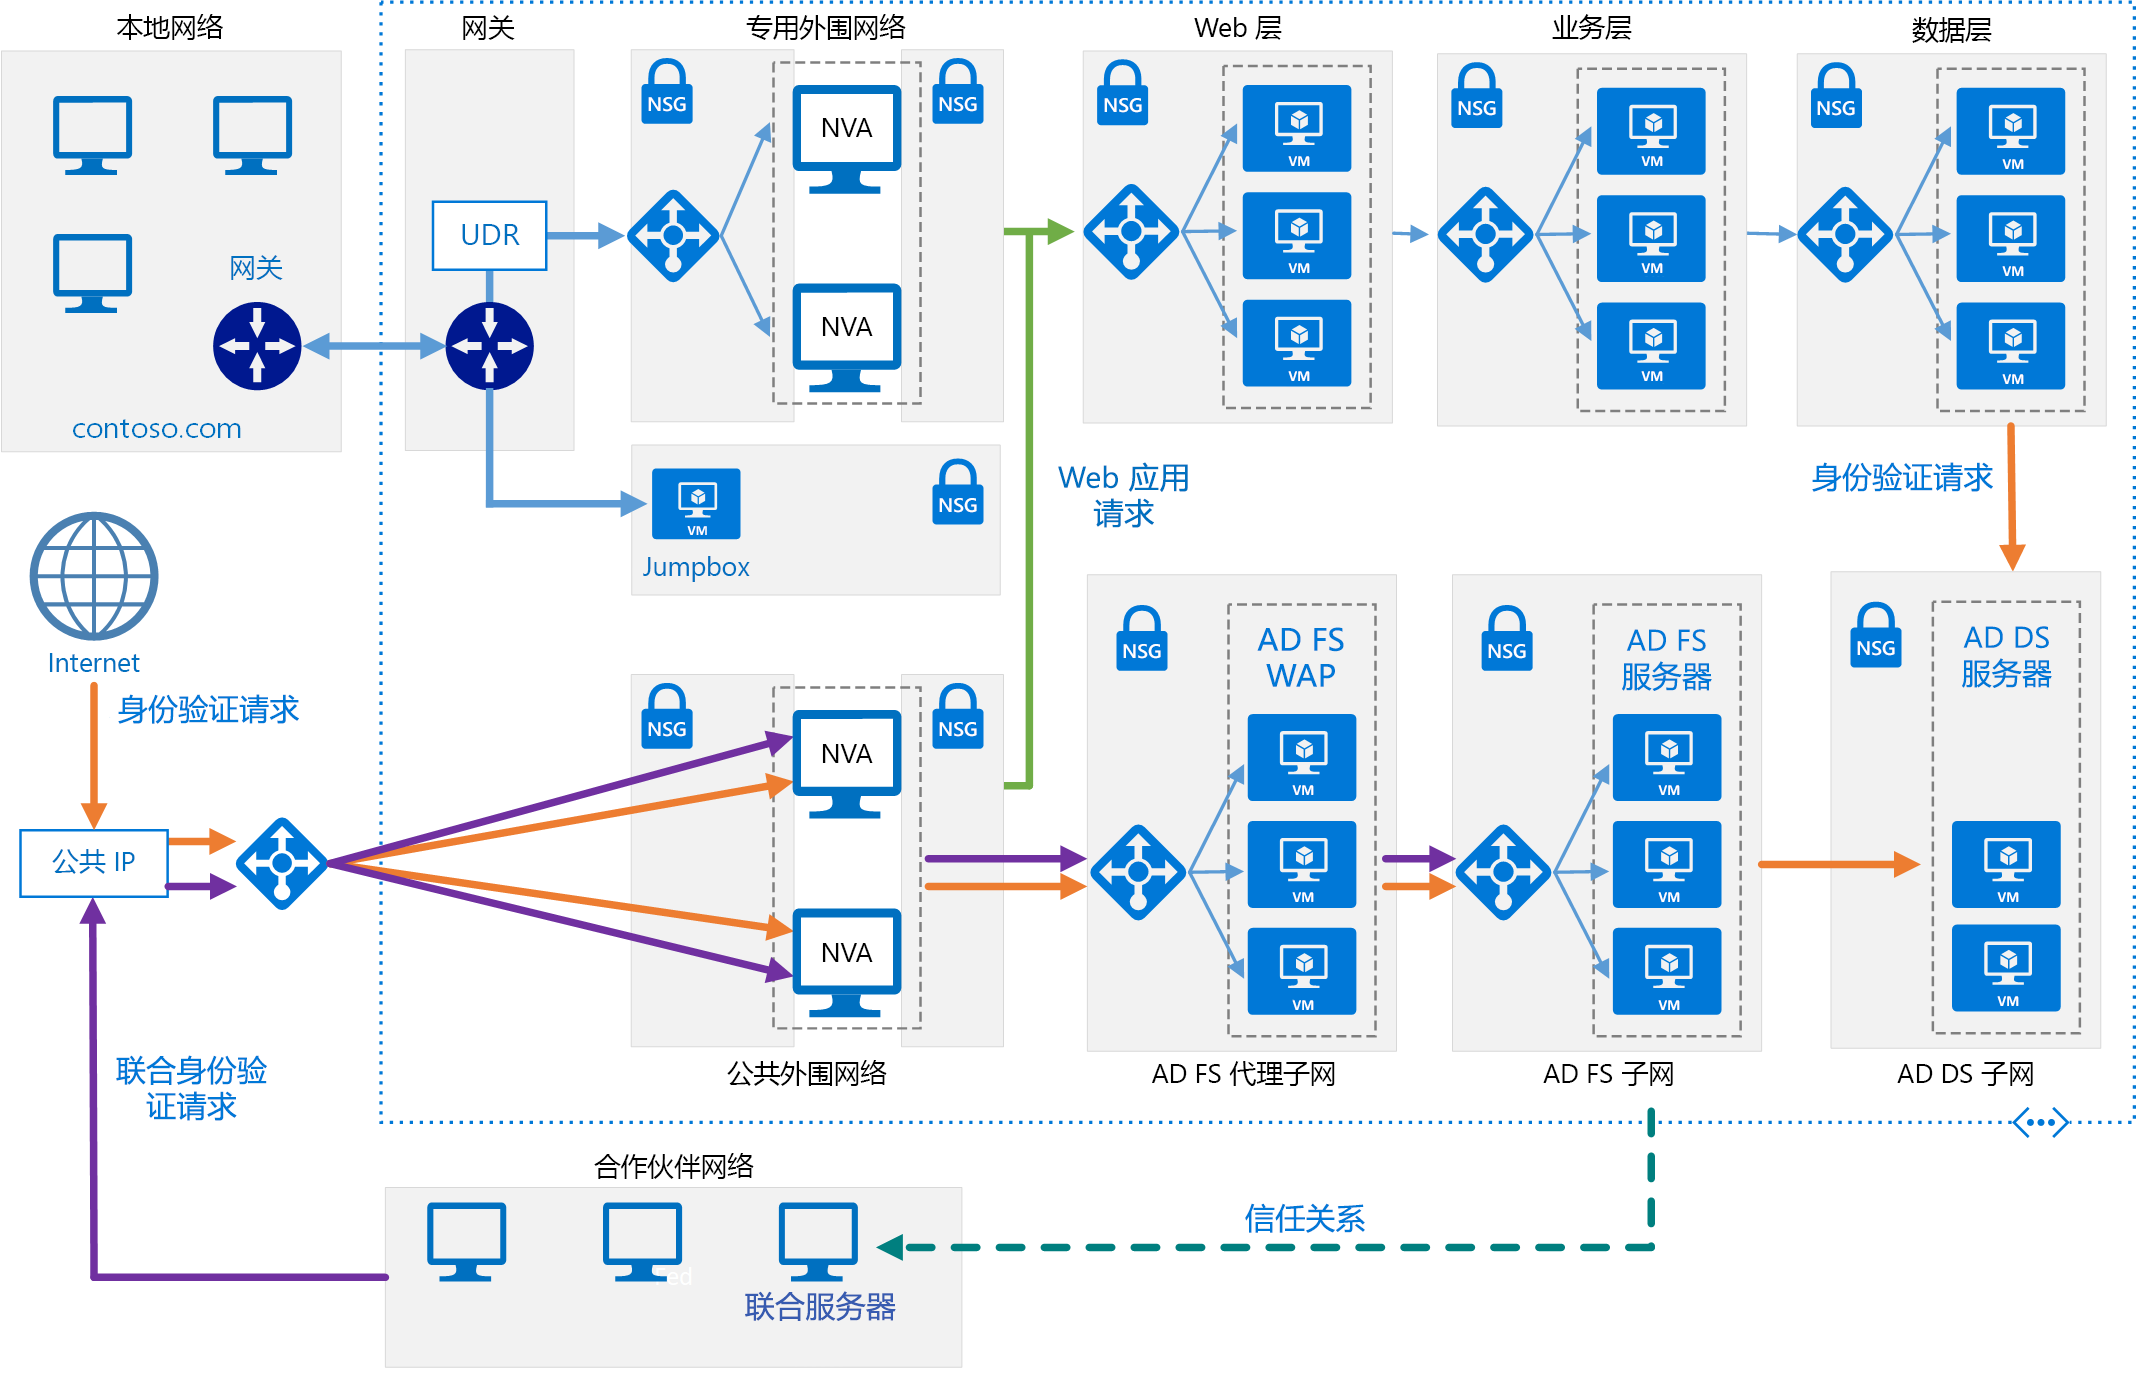 本地网络
网关
专用外围网络
Web 层
业务层
数据层
NSG
NSG
NSG
NSG
NSG
NVA
VM
VM
VM
UDR
VM
VM
VM
网关
NVA
VM
VM
VM
contoso.com
Web 应用
请求
身份验证请求
NSG
VM
Jumpbox
Internet
身份验证请求
NSG
NSG
NVA
NSG
AD FS
WAP
NSG
AD FS
服务器
NSG
AD DS
服务器
VM
VM
公共 IP
VM
VM
VM
NVA
VM
VM
VM
公共外围网络
AD FS 代理子网
AD FS 子网
AD DS 子网
联合身份验
证请求
合作伙伴网络
信任关系
Fed
联合服务器